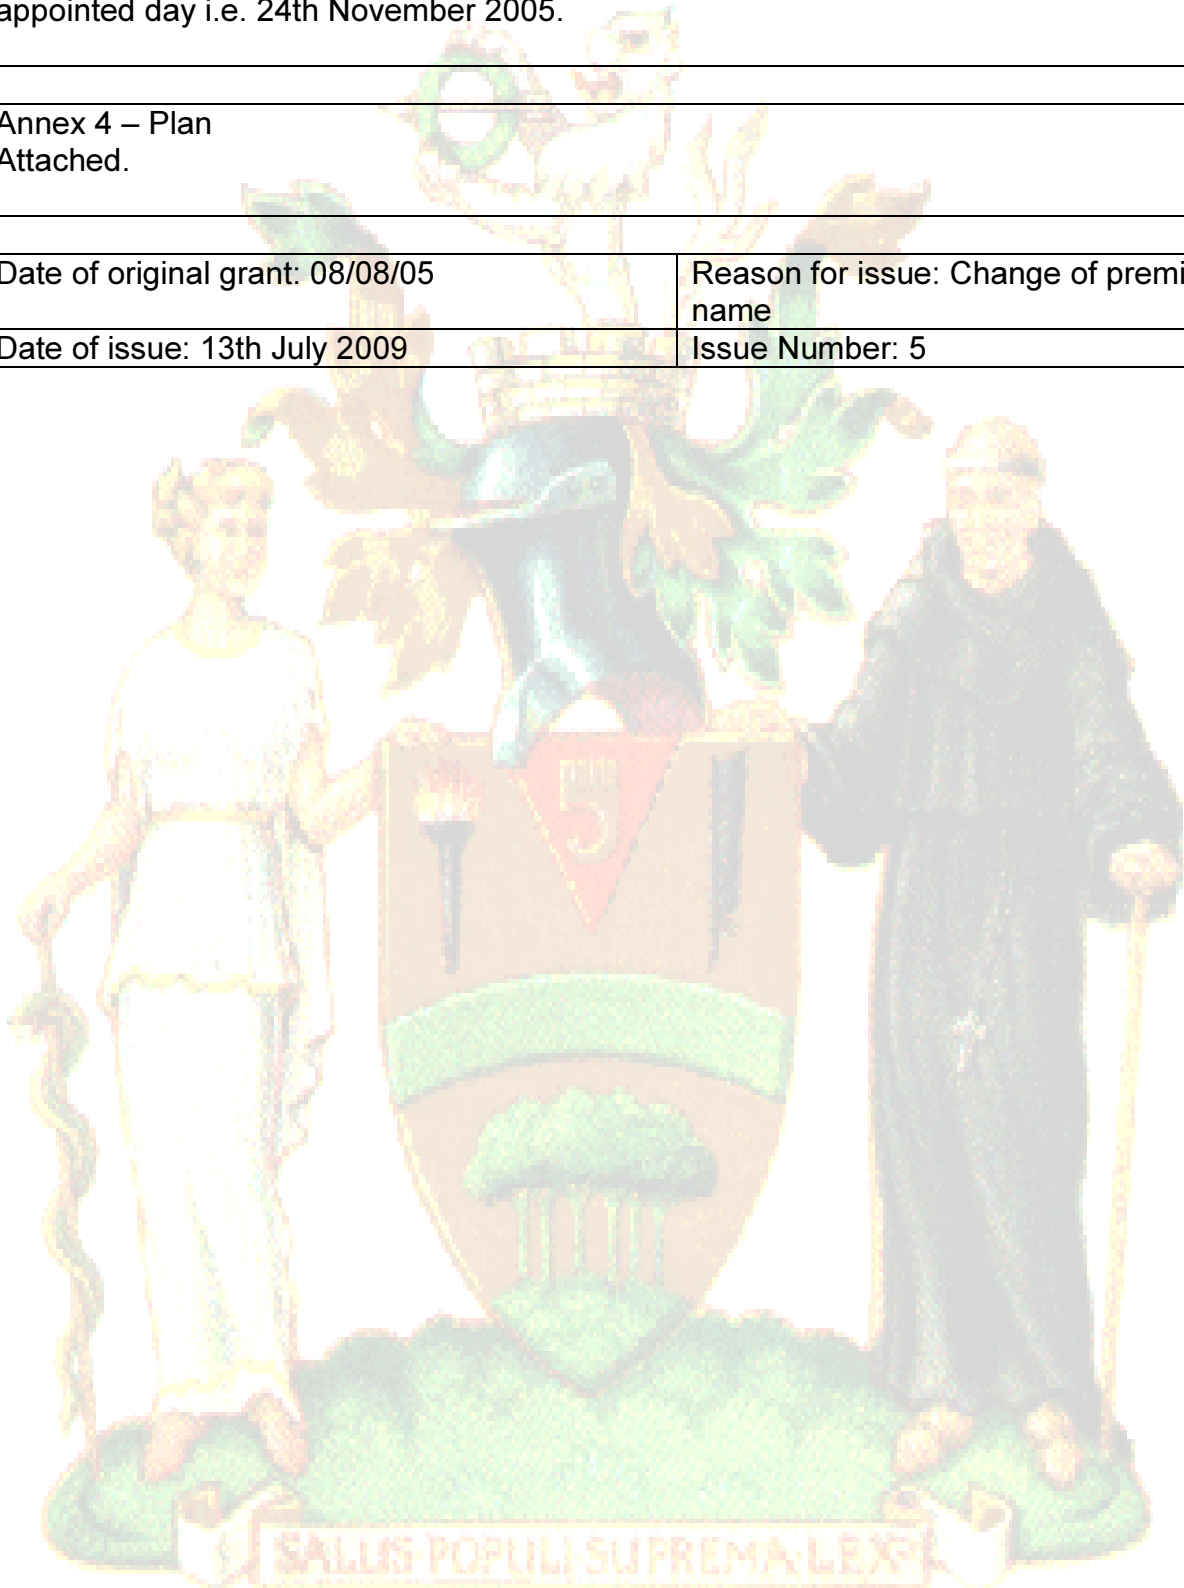 appointed day i.e. 24th November 2005.
Annex 4 – Plan
Attached.
Date of original grant: 08/08/05
Reason for issue: Change of premi
name
Date of issue: 13th July 2009
Issue Number: 5
5
SALUS·POPULI·SUPREMA·LEX